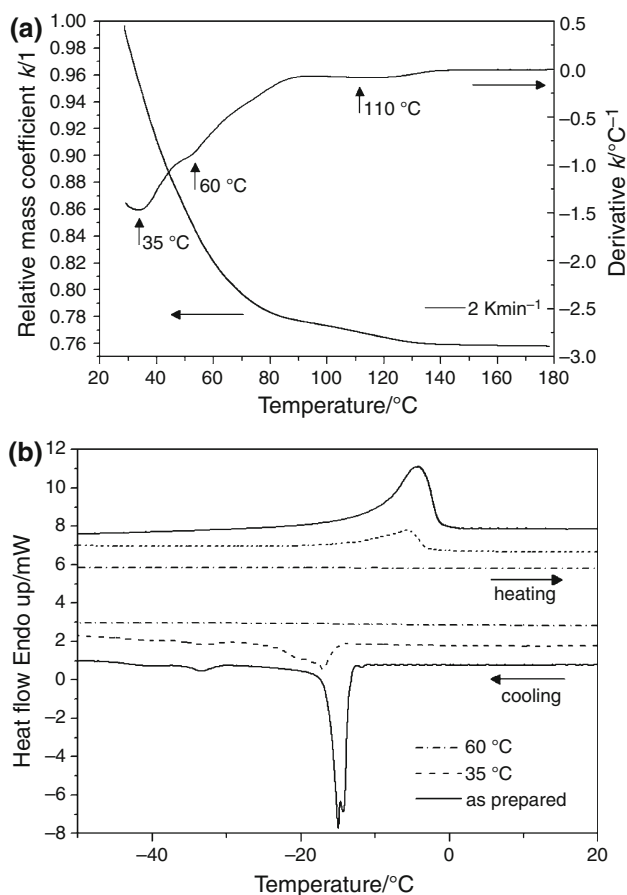 (a)
1.00
0.96
0.94
0.92
0.90
0.88
0.86
0.84
0.82
0.80
0.78
0.76
Relative mass coefficient k/1
0.5
0.0
−0.5
−1.0
−1.5
−2.0
−2.5
−3.0
Derivative k/°C−1
110 °C
60 °C
35 °C
2 Kmin−1
20 40 60 80 100 120 140 160 180
Temperature/°C
(b)
12
10
8
6
4
2
0
−2
−4
−6
−8
Heat flow Endo up/mW
heating
cooling
60 °C
35 °C
as prepared
−40 −20 0 20
Temperature/°C